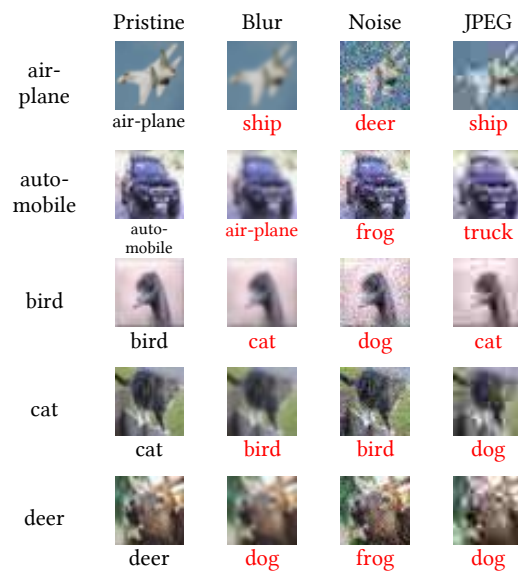 Pristine Blur Noise JPEG
air-
plane
air-plane ship deer ship
auto-
mobile
auto-
mobile
air-plane frog truck
bird
bird cat dog cat
cat
cat bird bird dog
deer
deer dog frog dog